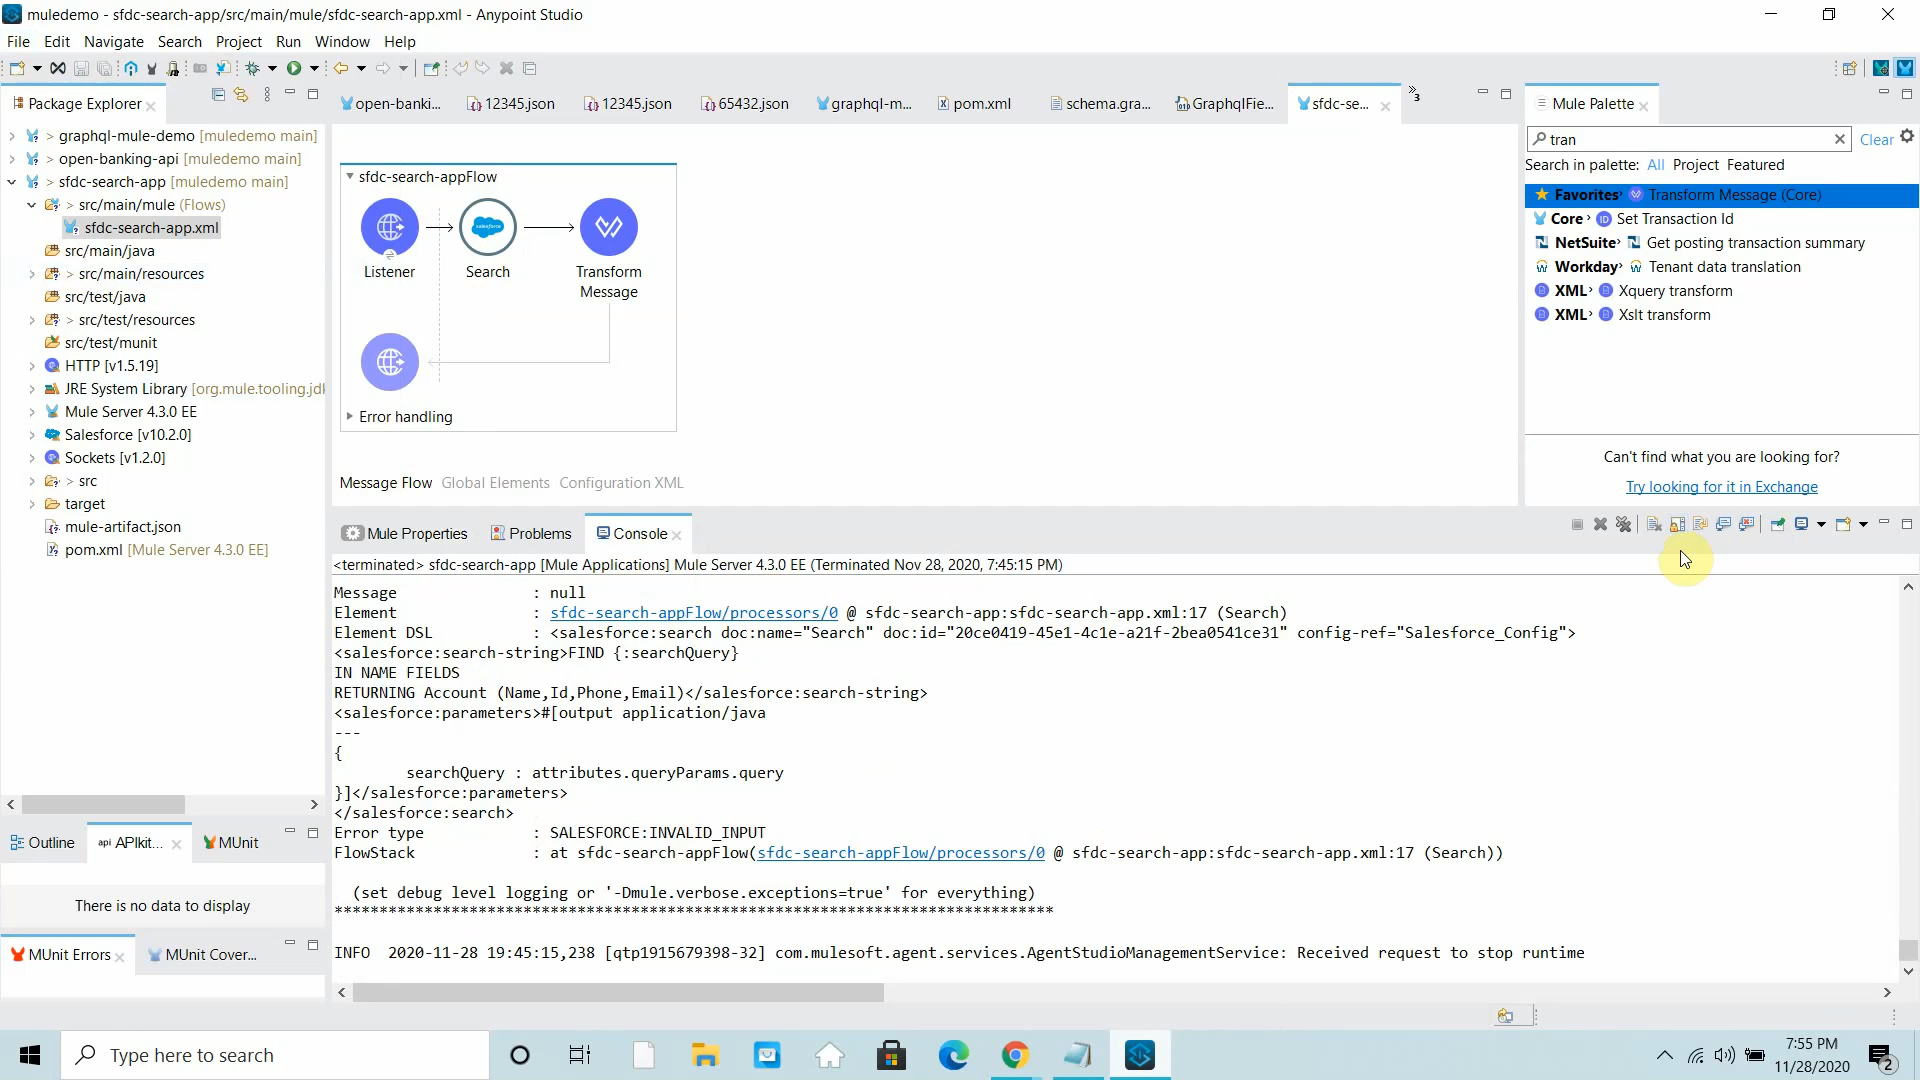 muledemo - sfdc-search-app/src/main/mule/sfdc-search-app.xml - Anypoint Studio
File Edit Navigate Search Project Run Window Help
Package Explorer
open-banki...
12345.json
12345.json
65432.json
graphql-m...
pom.xml
schema.gra...
GraphqlFie...
sfdc-se...
3
Mule Palette
> graphql-mule-demo [muledemo main]
> open-banking-api [muledemo main]
> sfdc-search-app [muledemo main]
> src/main/mule (Flows)
sfdc-search-app.xml
src/main/java
> src/main/resources
src/test/java
> src/test/resources
src/test/munit
HTTP [v1.5.19]
JRE System Library [org.mule.tooling.jd
Mule Server 4.3.0 EE
Salesforce [v10.2.0]
Sockets [v1.2.0]
> src
target
mule-artifact.json
pom.xml [Mule Server 4.3.0 EE]
sfdc-search-appFlow
Listener
salesforce
Search
Transform
Message
Error handling
Message Flow Global Elements Configuration XML
tran
Clear
Search in palette: All Project Featured
Favorites Transform Message (Core)
Core Set Transaction Id
NetSuite Get posting transaction summary
Workday Tenant data translation
XML Xquery transform
XML Xslt transform
Can't find what you are looking for?
Try looking for it in Exchange
Mule Properties
Problems
Console
<terminated> sfdc-search-app [Mule Applications] Mule Server 4.3.0 EE (Terminated Nov 28, 2020, 7:45:15 PM)
Message : null
Element : sfdc-search-appFlow/processors/0 @ sfdc-search-app:sfdc-search-app.xml:17 (Search)
Element DSL : <salesforce:search doc:name="Search" doc:id="20ce0419-45e1-4c1e-a21f-2bea0541ce31" config-ref="Salesforce_Config">
<salesforce:search-string>FIND {:searchQuery}
IN NAME FIELDS
RETURNING Account (Name,Id,Phone,Email)</salesforce:search-string>
<salesforce:parameters>#[output application/java
---
{
searchQuery : attributes.queryParams.query
}]</salesforce:parameters>
</salesforce:search>
Error type : SALESFORCE:INVALID_INPUT
FlowStack : at sfdc-search-appFlow(sfdc-search-appFlow/processors/0 @ sfdc-search-app:sfdc-search-app.xml:17 (Search))
(set debug level logging or '-Dmule.verbose.exceptions=true' for everything)
********************************************************************************
INFO 2020-11-28 19:45:15,238 [qtp1915679398-32] com.mulesoft.agent.services.AgentStudioManagementService: Received request to stop runtime
Outline
api APIkit...
MUnit
There is no data to display
MUnit Errors
MUnit Cover...
Type here to search
7:55 PM
11/28/2020
2